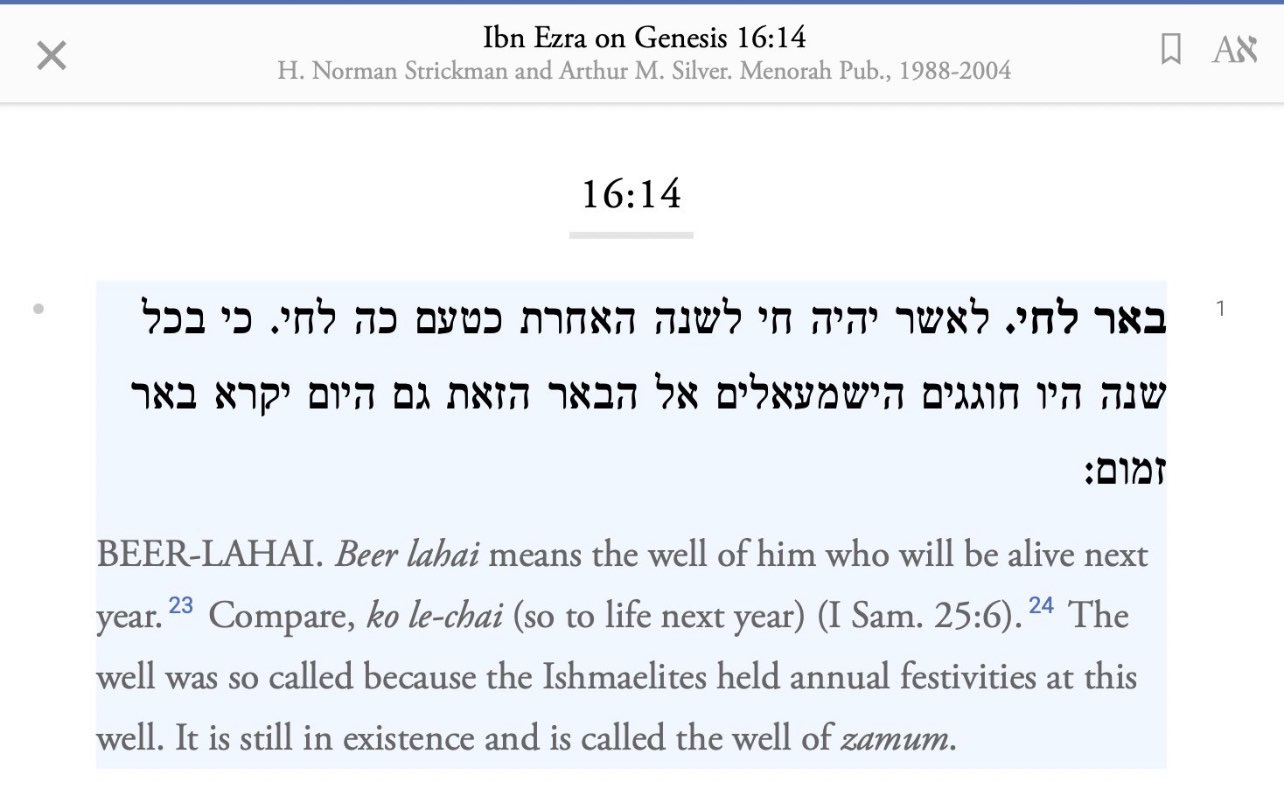 Ibn Ezra on Genesis 16:14
H. Norman Strickman and Arthur M. Silver. Menorah Pub., 1988-2004
Aא
16:14
1
באר לחי. לאשר יהיה חי לשנה האחרת כטעם כה לחי. כי בכל
שנה היו חוגגים הישמעאלים אל הבאר הזאת גם היום יקרא באר
זמום:
BEER-LAHAI. Beer lahai means the well of him who will be alive next
year.23 Compare, ko le-chai (so to life next year) (I Sam. 25:6).24 The
well was so called because the Ishmaelites held annual festivities at this
well. It is still in existence and is called the well of zamum.